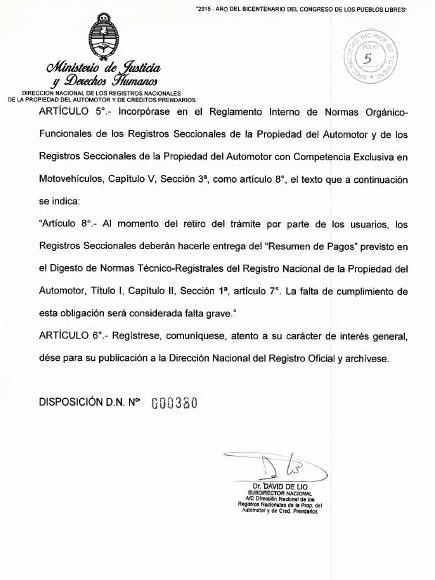 "2015 - AÑO DEL BICENTENARIO DEL CONGRESO DE LOS PUEBLOS LIBRES"
FOLIO
5
Ministerio de Justicia
y Derechos Humanos
DIRECCION NACIONAL DE LOS REGISTROS NACIONALES
DE LA PROPIEDAD DEL AUTOMOTOR Y DE CREDITOS PRENDARIOS
ARTÍCULO 5°.- Incorpórase en el Reglamento Interno de Normas Orgánico-
Funcionales de los Registros Seccionales de la Propiedad del Automotor y de los
Registros Seccionales de la Propiedad del Automotor con Competencia Exclusiva en
Motovehículos, Capítulo V, Sección 3ª, como artículo 8°, el texto que a continuación
se indica:
"Artículo 8°.- Al momento del retiro del trámite por parte de los usuarios, los
Registros Seccionales deberán hacerle entrega del "Resumen de Pagos" previsto en
el Digesto de Normas Técnico-Registrales del Registro Nacional de la Propiedad del
Automotor, Título I, Capítulo II, Sección 1ª, artículo 7°. La falta de cumplimiento de
esta obligación será considerada falta grave."
ARTÍCULO 6°.- Regístrese, comuníquese, atento a su carácter de interés general,
dése para su publicación a la Dirección Nacional del Registro Oficial y archívese.
DISPOSICIÓN D.N. Nº 000380
Dr. DAVID DE LIO
SUBDIRECTOR NACIONAL
A/C Dirección Nacional de los
Registros Nacionales de la Prop. del
Automotor y de Cred. Prendarios